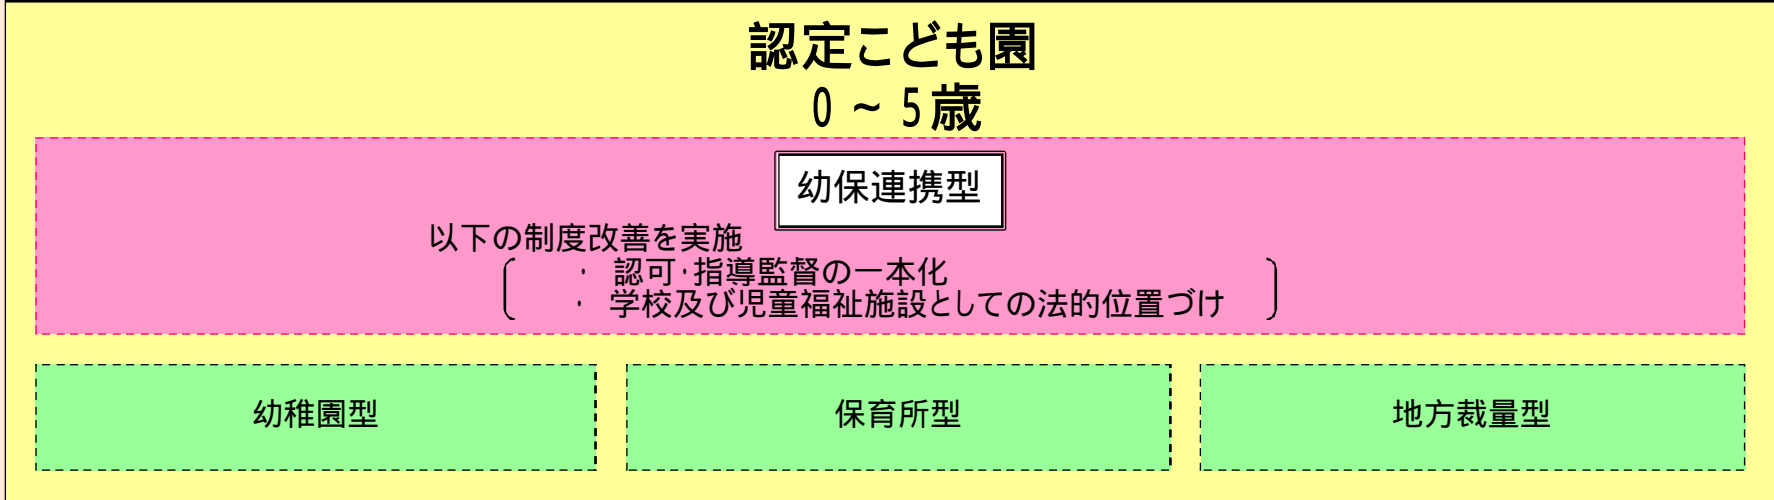 認定こども園
0 ~ 5歳
幼保連携型
以下の制度改善を実施
・ 認可・指導監督の一本化
・ 学校及び児童福祉施設としての法的位置づけ
幼稚園型 保育所型 地方裁量型